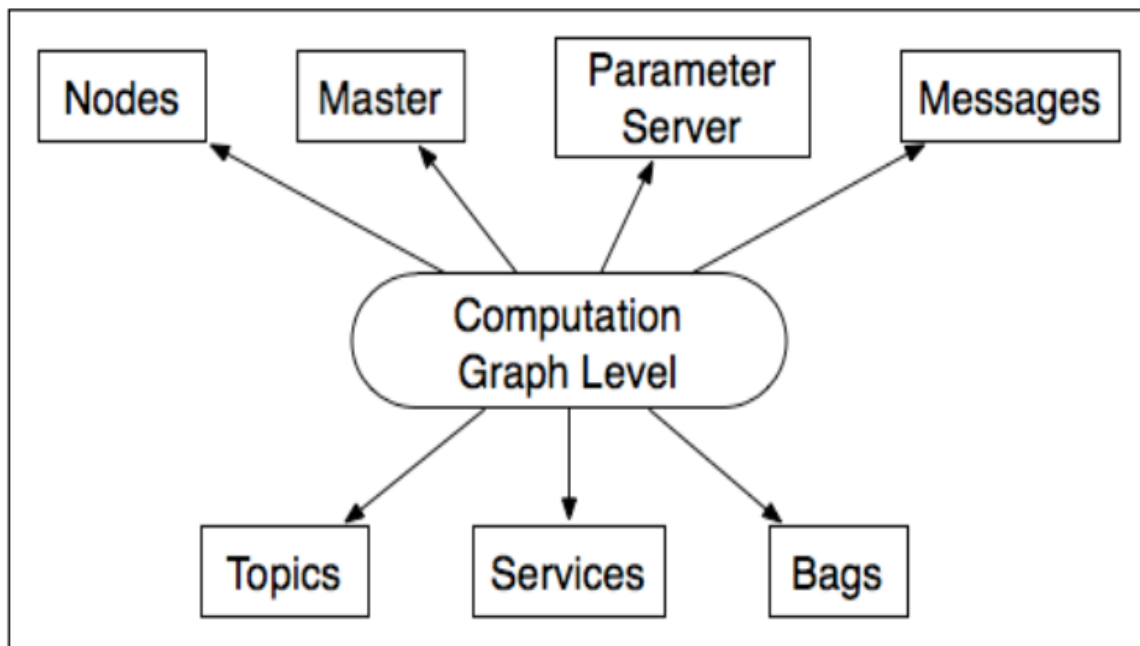 Nodes
Master
Parameter
Server
Messages
Computation
Graph Level
Topics
Services
Bags